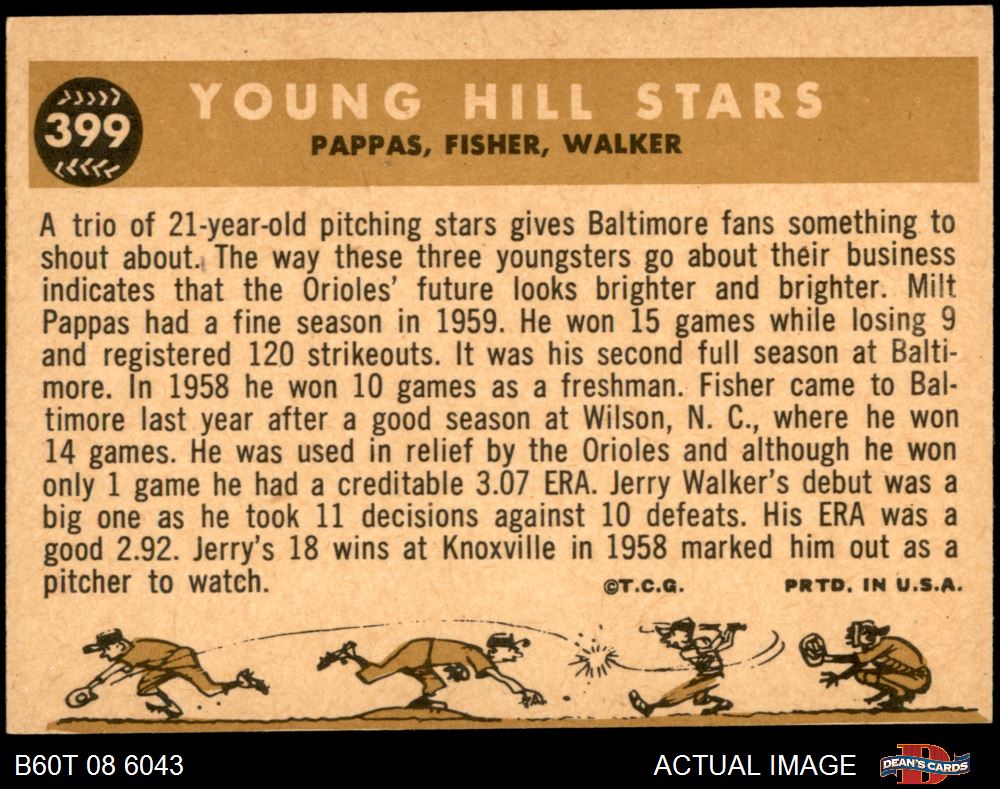 399
YOUNG HILL STARS
PAPPAS, FISHER, WALKER
A trio of 21-year-old pitching stars gives Baltimore fans something to
shout about. The way these three youngsters go about their business
indicates that the Orioles' future looks brighter and brighter. Milt
Pappas had a fine season in 1959. He won 15 games while losing 9
and registered 120 strikeouts. It was his second full season at Balti-
more. In 1958 he won 10 games as a freshman. Fisher came to Bal-
timore last year after a good season at Wilson, N. C., where he won
14 games. He was used in relief by the Orioles and although he won
only 1 game he had a creditable 3.07 ERA. Jerry Walker's debut was a
big one as he took 11 decisions against 10 defeats. His ERA was a
good 2.92. Jerry's 18 wins at Knoxville in 1958 marked him out as a
pitcher to watch.
©T.C.G. PRTD. IN U.S.A.
B60T 08 6043 ACTUAL IMAGE DEAN'S CARDS